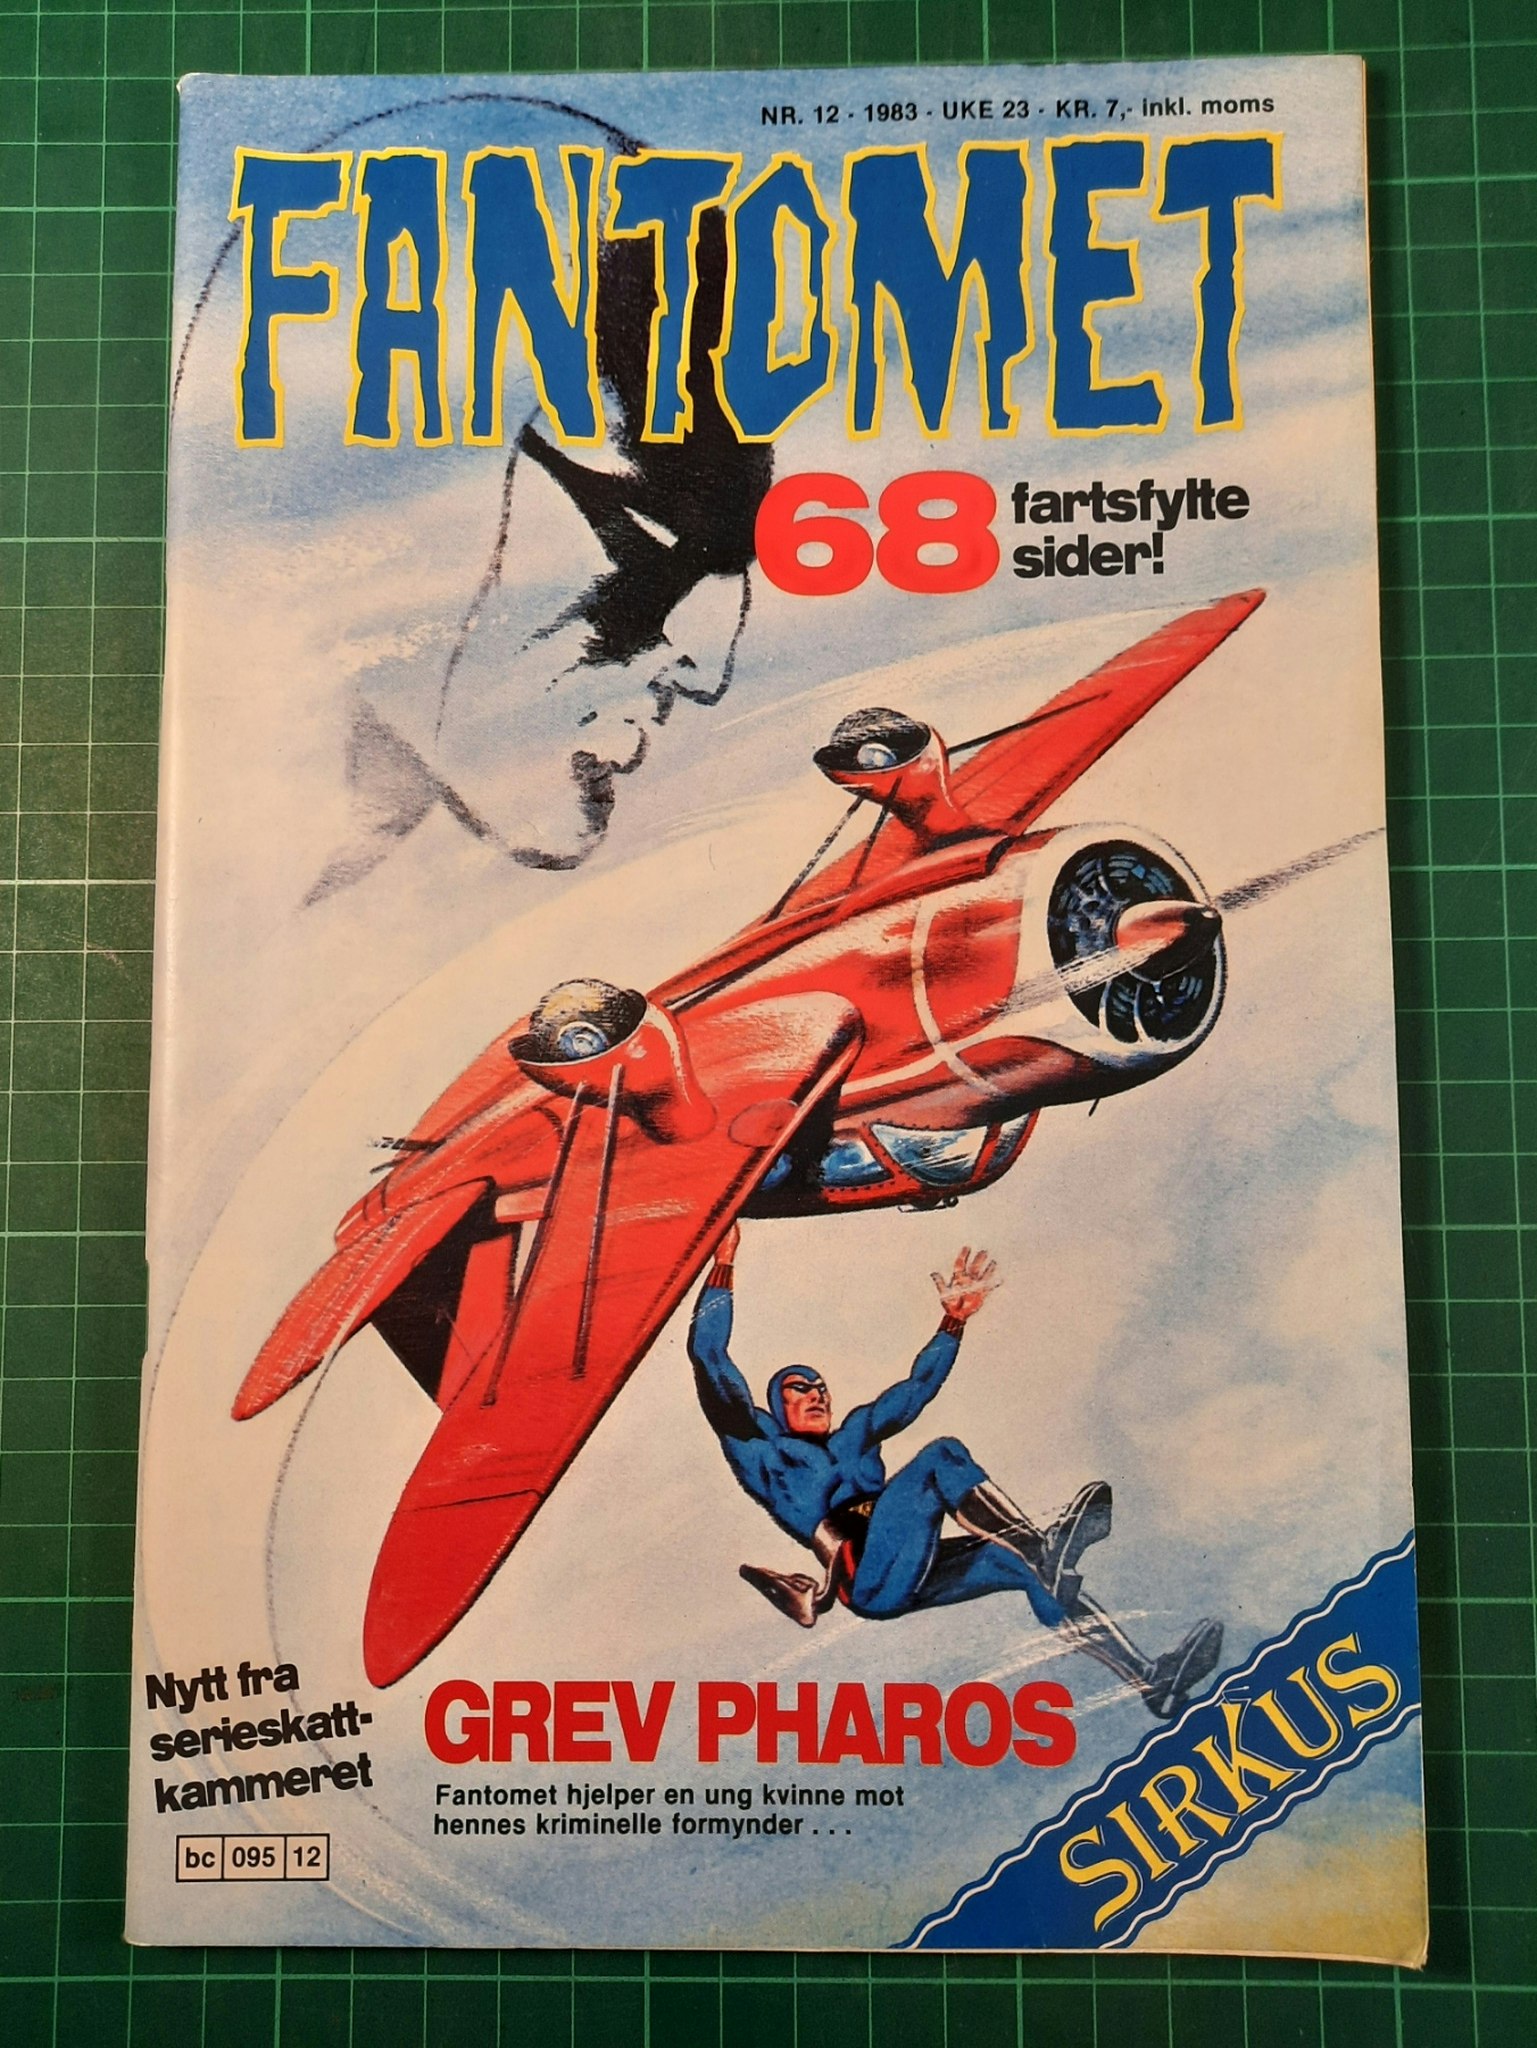 NR. 12 - 1983 - UKE 23 - KR. 7,- inkl. moms
FANTOMET
68 fartsfylte
sider!
Nytt fra
serieskatt-
kammeret
GREV PHAROS
Fantomet hjelper en ung kvinne mot
hennes kriminelle formynder . . .
SIRKUS
bc 095 12